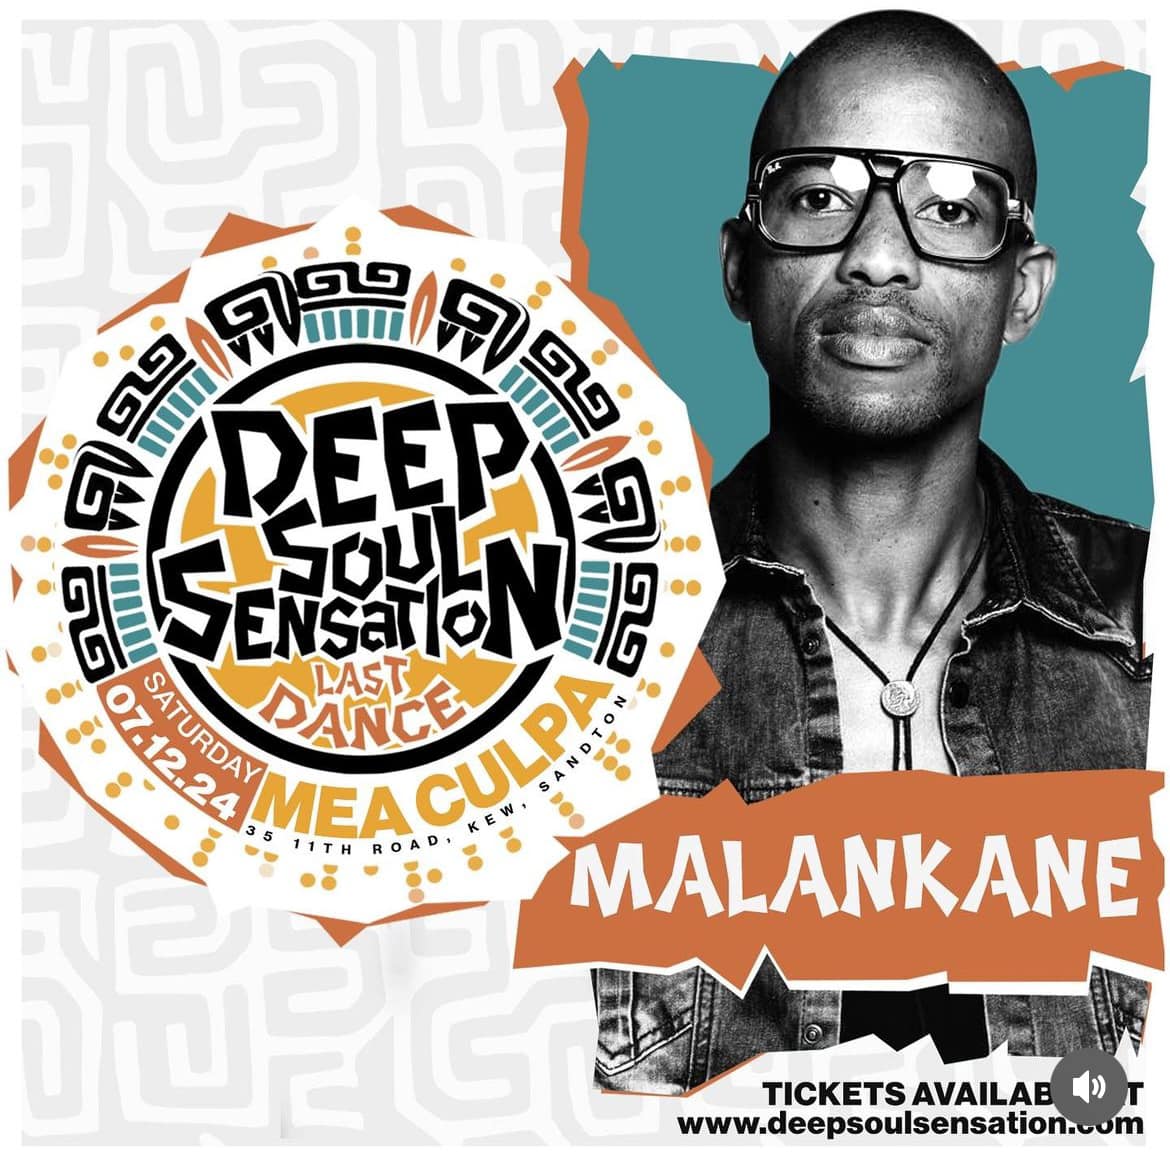 DEEP
SOUL
SENSATION
LAST
DANCE
SATURDAY
07.12.24
MEA CULPA
35 11TH ROAD, KEW, SANDTON
MALANKANE
TICKETS
www.deepsoulsensation.com